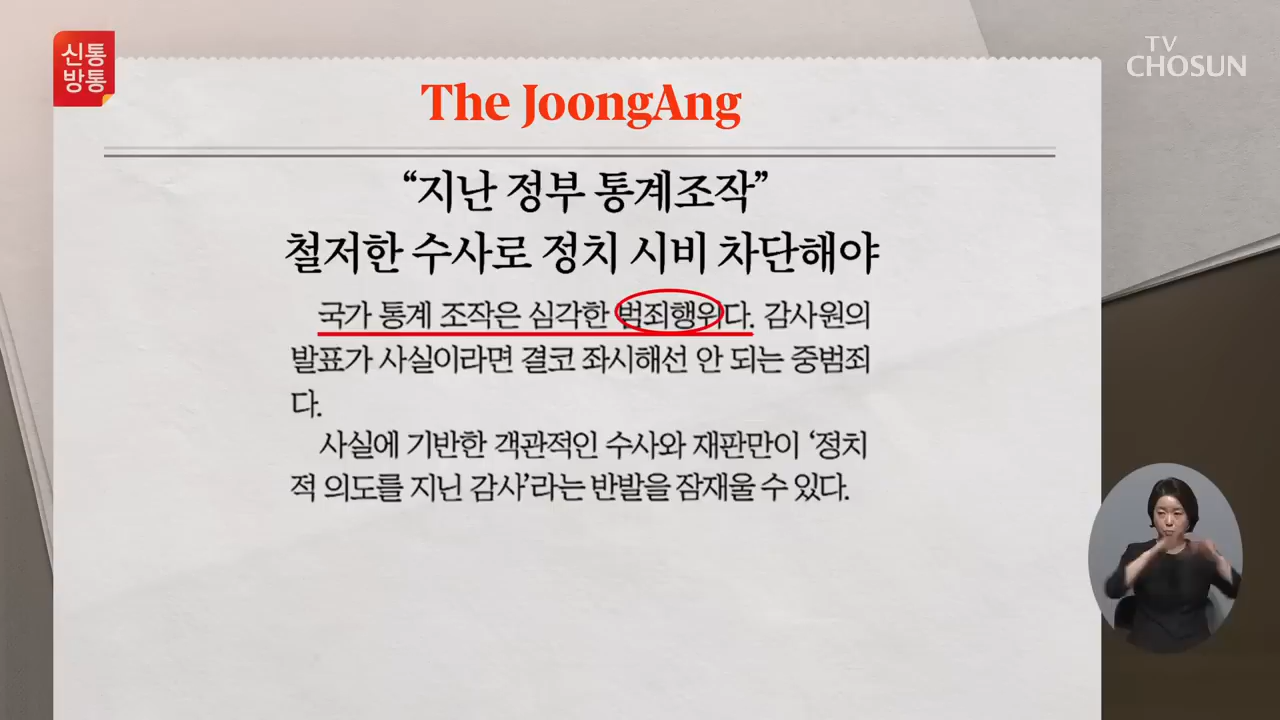 신통
방통
TV
CHOSUN
The JoongAng
“지난 정부 통계조작”
철저한 수사로 정치 시비 차단해야
국가 통계 조작은 심각한 범죄행위다. 감사원의
발표가 사실이라면 결코 좌시해선 안 되는 중범죄
다.
사실에 기반한 객관적인 수사와 재판만이 ‘정치
적 의도를 지닌 감사’라는 반발을 잠재울 수 있다.